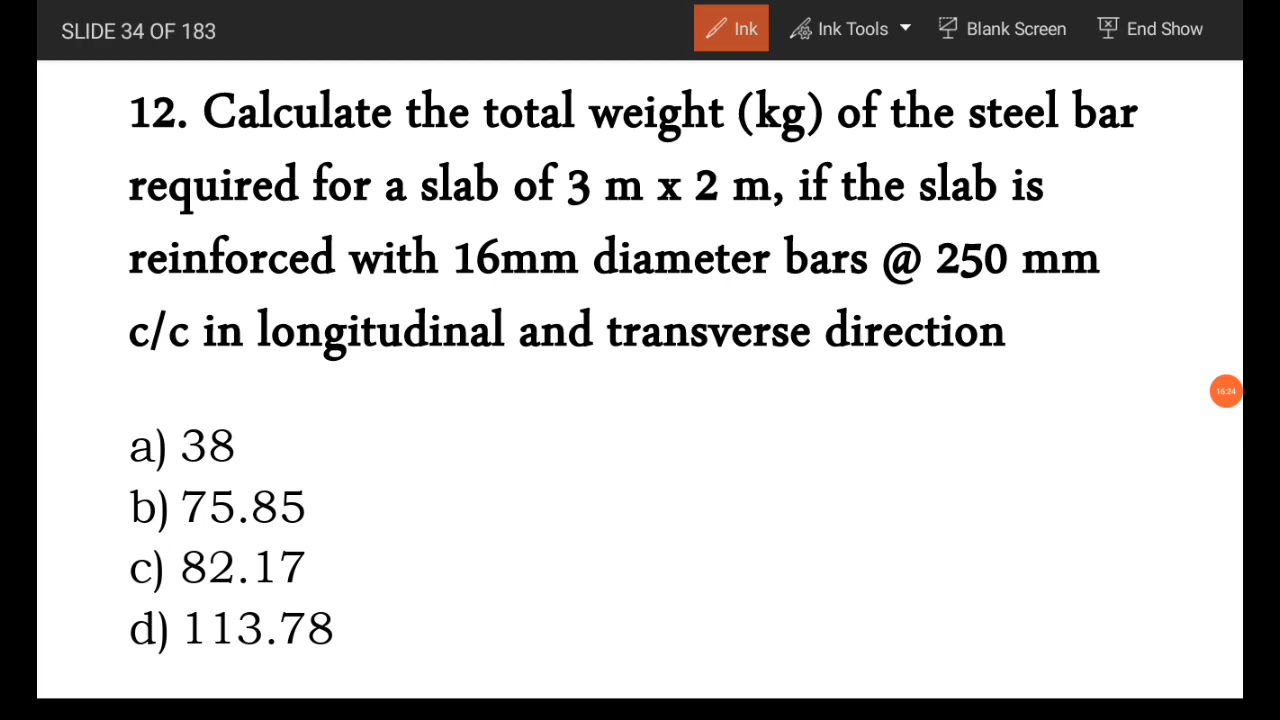 SLIDE 34 OF 183
Ink
Ink Tools
Blank Screen
End Show
12. Calculate the total weight (kg) of the steel bar
required for a slab of 3 m x 2 m, if the slab is
reinforced with 16mm diameter bars @ 250 mm
c/c in longitudinal and transverse direction
16:24
a) 38
b) 75.85
c) 82.17
d) 113.78